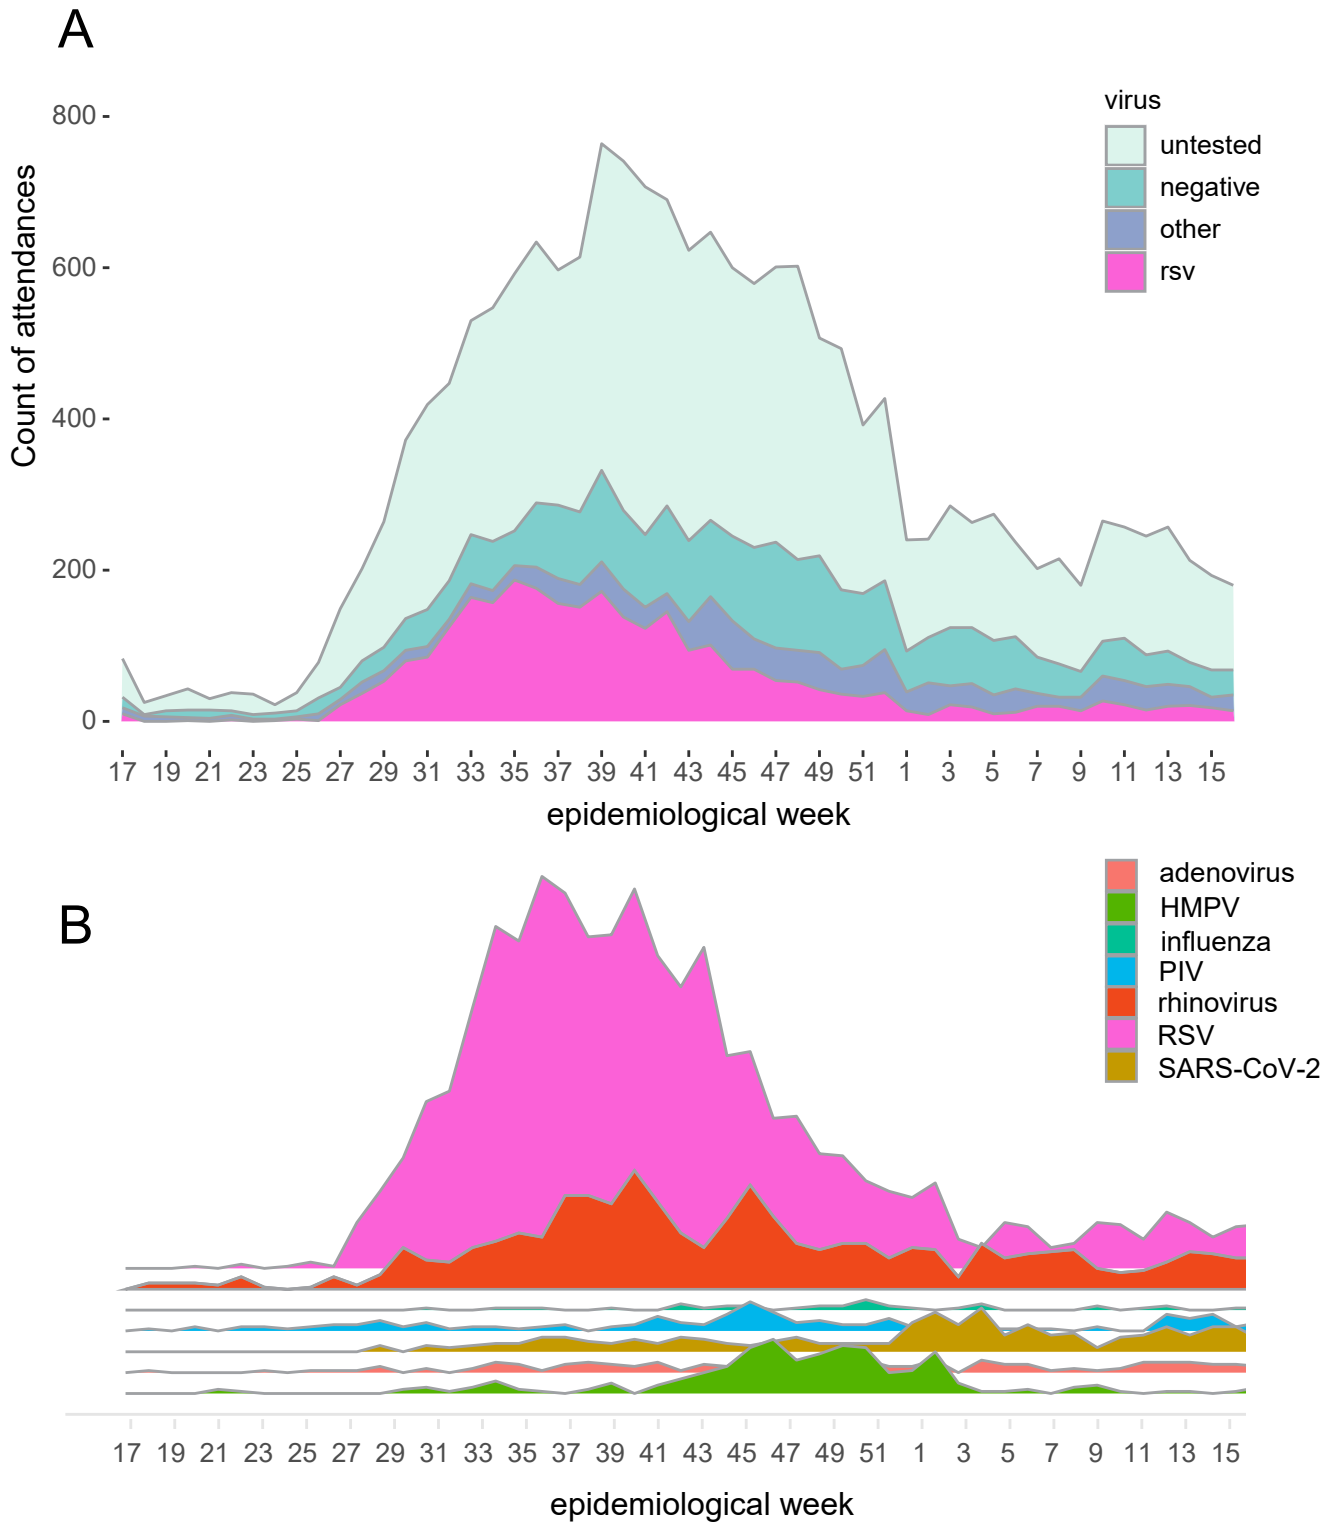 A
virus
untested
negative
other
rsv
Count of attendances
800
600
400
200
0
17 19 21 23 25 27 29 31 33 35 37 39 41 43 45 47 49 51 1 3 5 7 9 11 13 15
epidemiological week
B
adenovirus
HMPV
influenza
PIV
rhinovirus
RSV
SARS-CoV-2
17 19 21 23 25 27 29 31 33 35 37 39 41 43 45 47 49 51 1 3 5 7 9 11 13 15
epidemiological week